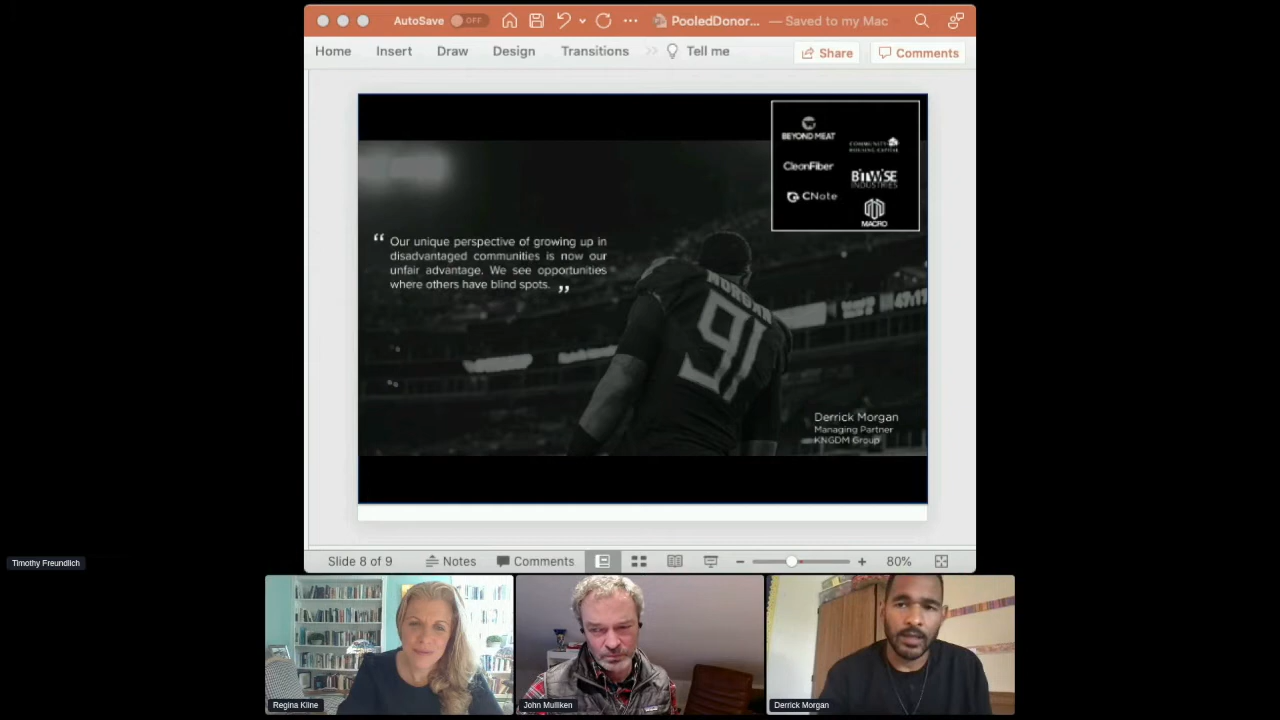 AutoSave OFF PooledDonor... — Saved to my Mac
Home Insert Draw Design Transitions Tell me Share Comments
BEYOND MEAT
COMMUNITY
HOUSING CAPITAL
CleanFiber
BITWISE
INDUSTRIES
CNote
MACRO
“ Our unique perspective of growing up in
disadvantaged communities is now our
unfair advantage. We see opportunities
where others have blind spots. ”
MORGAN
91
Derrick Morgan
Managing Partner
KNGDM Group
Slide 8 of 9 Notes Comments 80%
Timothy Freundlich
Regina Kline
John Mulliken
Derrick Morgan